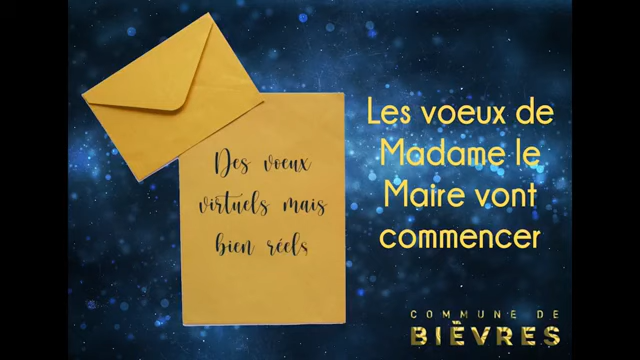 Des voeux
virtuels mais
bien réels
Les voeux de
Madame le
Maire vont
commencer
COMMUNE DE
BIÈVRES